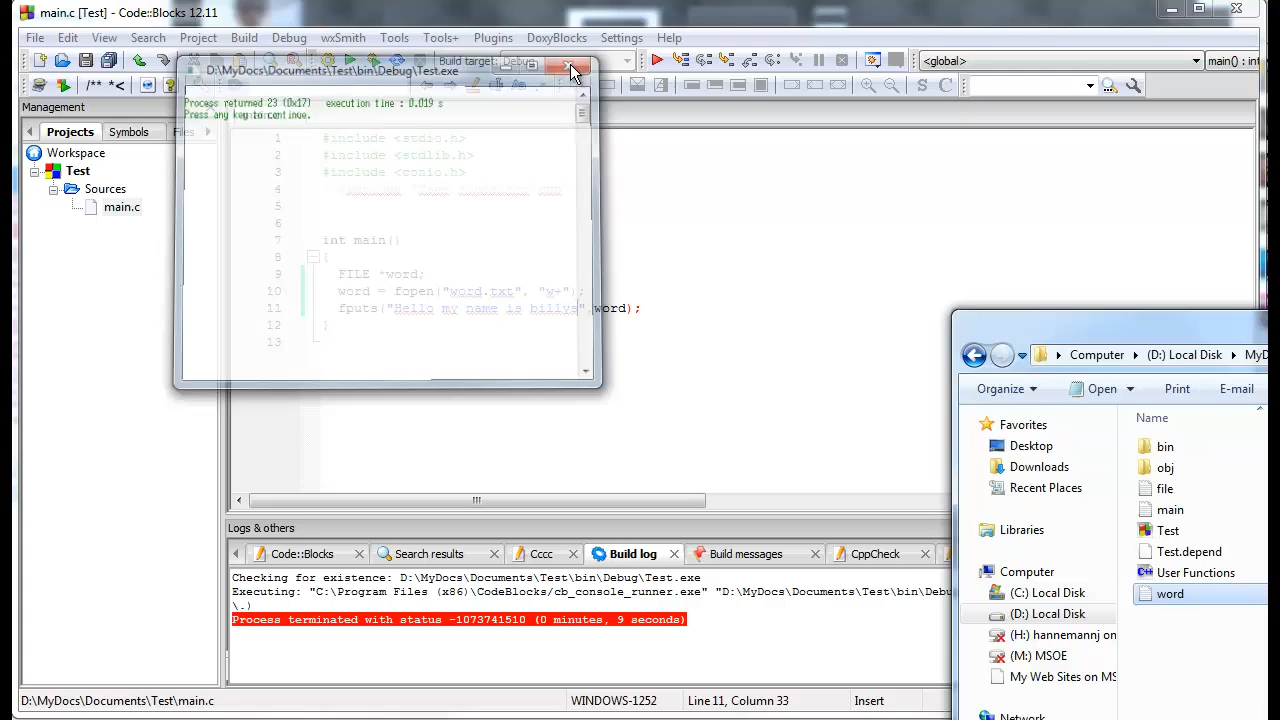 main.c [Test] - Code::Blocks 12.11
File Edit View Search Project Build Debug wxSmith Tools Tools+ Plugins DoxyBlocks Settings Help
Build target: Debug
<global>
main() : int
/** *<
S C
Management
Projects Symbols Files
Workspace
Test
Sources
main.c
D:\MyDocs\Documents\Test\bin\Debug\Test.exe
Process returned 23 (0x17) execution time : 0.019 s
Press any key to continue.
1 #include <stdio.h>
2 #include <stdlib.h>
3 #include <conio.h>
4
5
6
7 int main()
8 {
9 FILE *word;
10 word = fopen("word.txt", "w+");
11 fputs("Hello my name is billys",word);
12 }
13
Logs & others
Code::Blocks Search results Cccc Build log Build messages CppCheck
Checking for existence: D:\MyDocs\Documents\Test\bin\Debug\Test.exe
Executing: "C:\Program Files (x86)\CodeBlocks/cb_console_runner.exe" "D:\MyDocs\Documents\Test\bin\Debu
\.)
Process terminated with status -1073741510 (0 minutes, 9 seconds)
D:\MyDocs\Documents\Test\main.c WINDOWS-1252 Line 11, Column 33 Insert
Computer (D:) Local Disk MyD
Organize Open Print E-mail
Favorites
Desktop
Downloads
Recent Places
Libraries
Computer
(C:) Local Disk
(D:) Local Disk
(H:) hannemannj on
(M:) MSOE
My Web Sites on MS
Network
Name
bin
obj
file
main
Test
Test.depend
User Functions
word